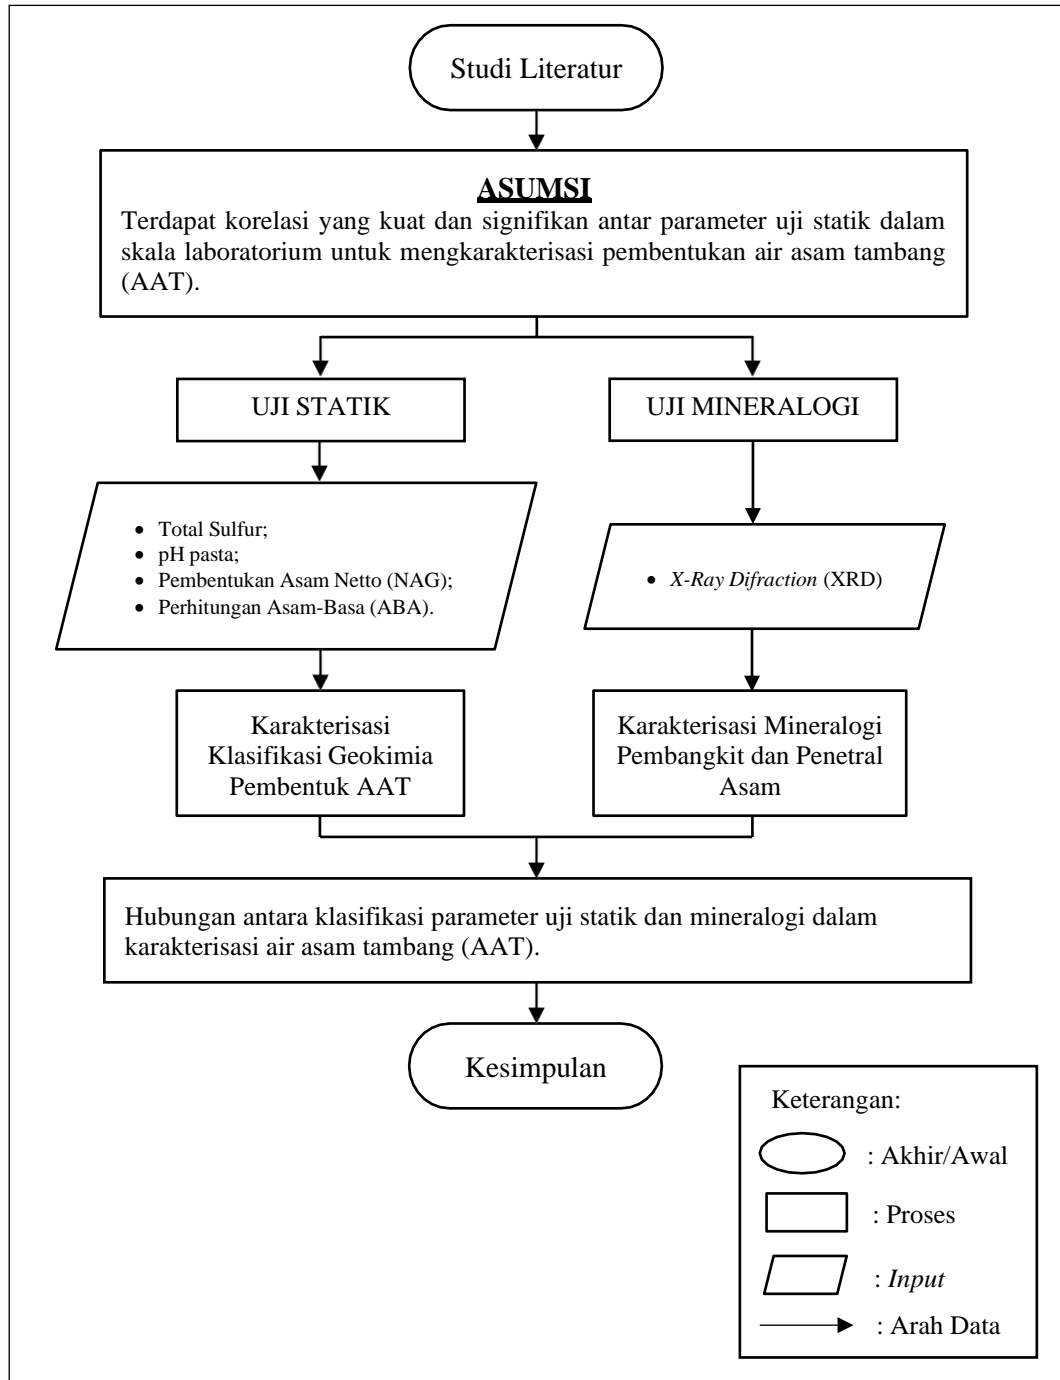 Studi Literatur
ASUMSI
Terdapat korelasi yang kuat dan signifikan antar parameter uji statik dalam
skala laboratorium untuk mengkarakterisasi pembentukan air asam tambang
(AAT).
UJI STATIK
UJI MINERALOGI
• Total Sulfur;
• pH pasta;
• Pembentukan Asam Netto (NAG);
• Perhitungan Asam-Basa (ABA).
• X-Ray Difraction (XRD)
Karakterisasi
Klasifikasi Geokimia
Pembentuk AAT
Karakterisasi Mineralogi
Pembangkit dan Penetral
Asam
Hubungan antara klasifikasi parameter uji statik dan mineralogi dalam
karakterisasi air asam tambang (AAT).
Kesimpulan
Keterangan:
: Akhir/Awal
: Proses
: Input
: Arah Data